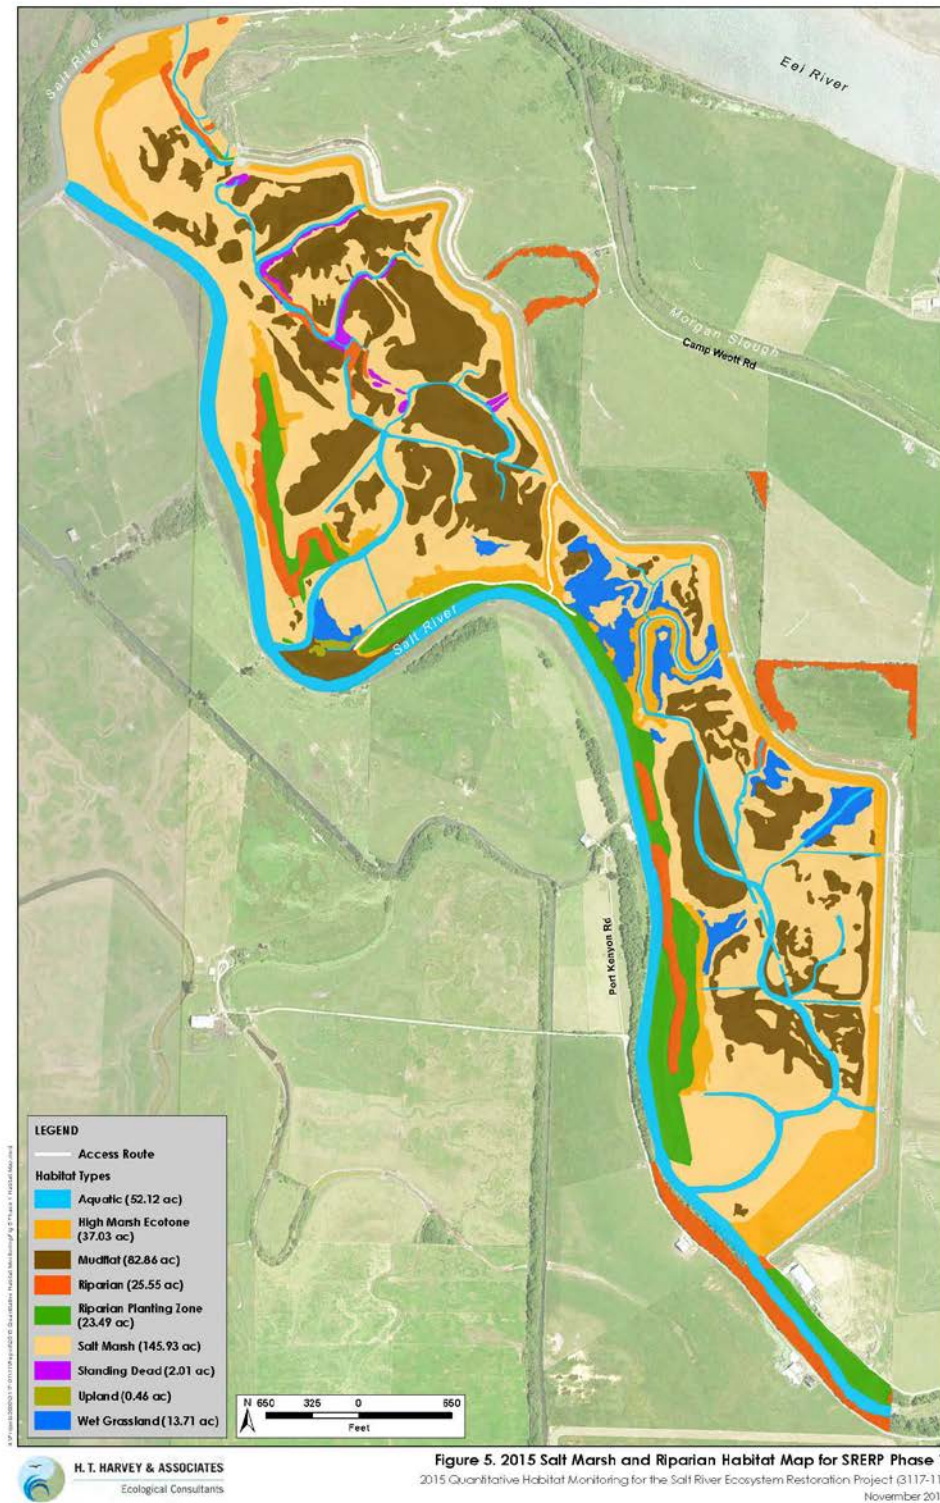 Salt River
Eel River
Morgan Slough
Camp Weott Rd
Salt River
Port Kenyon Rd
LEGEND
Access Route
Habitat Types
Aquatic (52.12 ac)
High Marsh Ecotone
(37.03 ac)
Mudflat (82.86 ac)
Riparian (25.55 ac)
Riparian Planting Zone
(23.49 ac)
Salt Marsh (145.93 ac)
Standing Dead (2.01 ac)
Upland (0.46 ac)
Wet Grassland (13.71 ac)
N 650 325 0 650
Feet
H. T. HARVEY & ASSOCIATES
Ecological Consultants
Figure 5. 2015 Salt Marsh and Riparian Habitat Map for SRERP Phase
2015 Quantitative Habitat Monitoring for the Salt River Ecosystem Restoration Project (3117-11
November 201